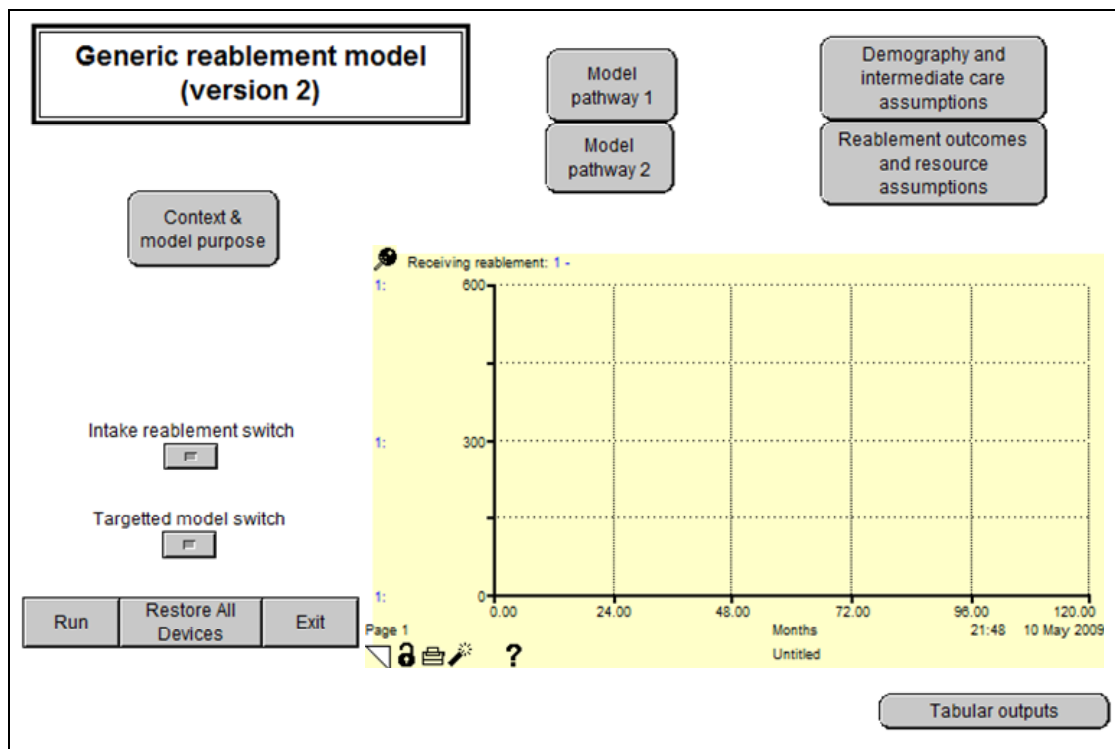 Generic reablement model
(version 2)
Model
pathway 1
Model
pathway 2
Demography and
intermediate care
assumptions
Reablement outcomes
and resource
assumptions
Context &
model purpose
Receiving reablement: 1 -
1:
600
1:
300
1:
0
0.00
24.00
48.00
72.00
96.00
120.00
Page 1
Months
21:48 10 May 2009
Untitled
?
Intake reablement switch
Targetted model switch
Run
Restore All
Devices
Exit
Tabular outputs